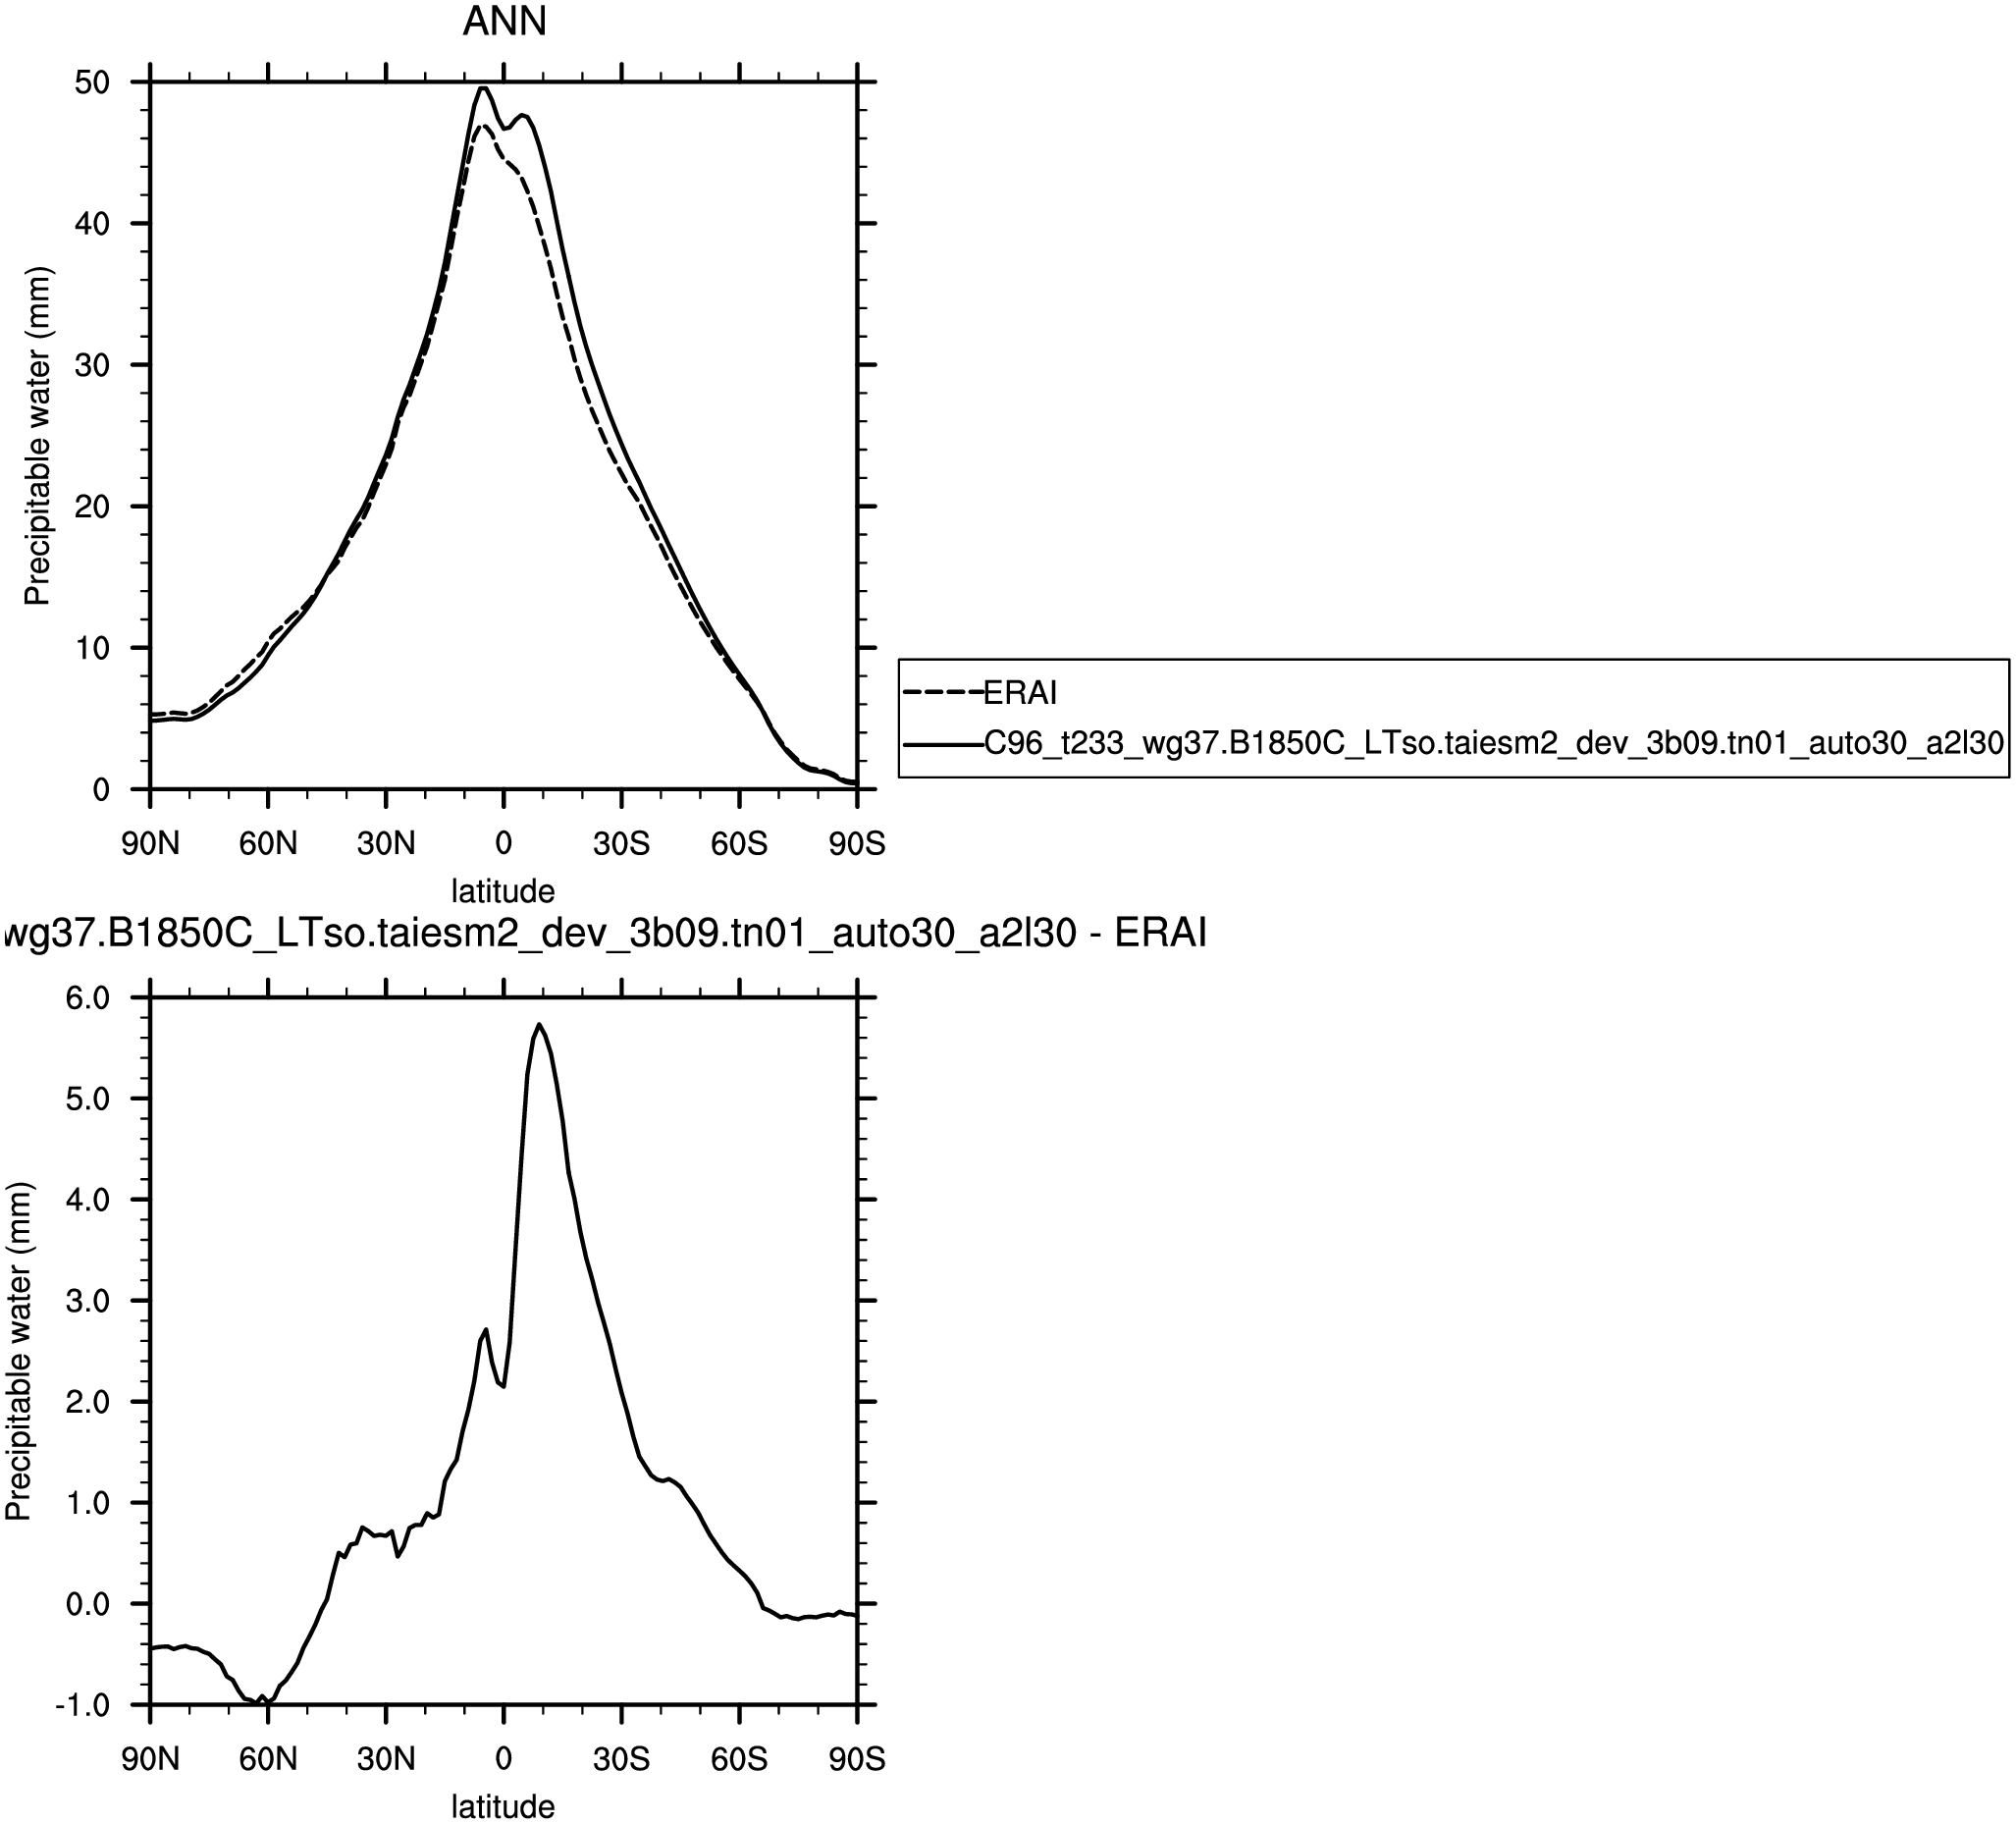 ANN
50
40
30
20
10
0
Precipitable water (mm)
90N 60N 30N 0 30S 60S 90S
latitude
ERAI
C96_t233_wg37.B1850C_LTso.taiesm2_dev_3b09.tn01_auto30_a2l30
wg37.B1850C_LTso.taiesm2_dev_3b09.tn01_auto30_a2l30 - ERAI
6.0
5.0
4.0
3.0
2.0
1.0
0.0
-1.0
Precipitable water (mm)
90N 60N 30N 0 30S 60S 90S
latitude